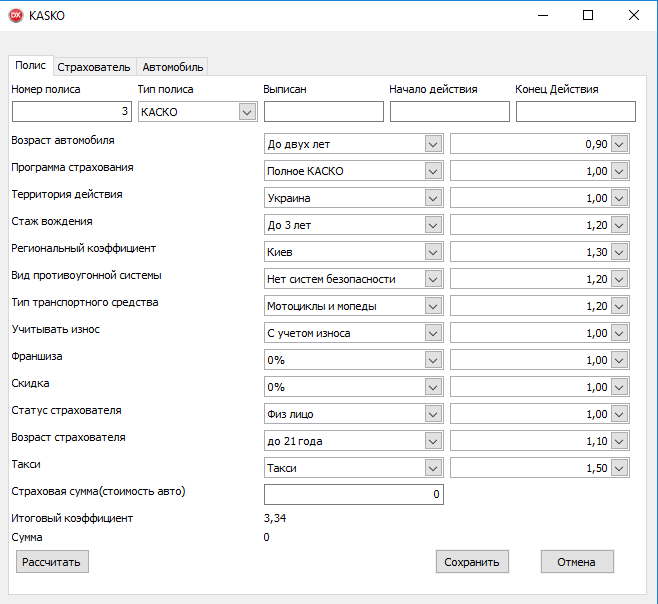 DX KASKO
Полис Страхователь Автомобиль
Номер полиса Тип полиса Выписан Начало действия Конец Действия
3 КАСКО
Возраст автомобиля До двух лет 0,90
Программа страхования Полное КАСКО 1,00
Территория действия Украина 1,00
Стаж вождения До 3 лет 1,20
Региональный коэффициент Киев 1,30
Вид противоугонной системы Нет систем безопасности 1,20
Тип транспортного средства Мотоциклы и мопеды 1,20
Учитывать износ С учетом износа 1,00
Франшиза 0% 1,00
Скидка 0% 1,00
Статус страхователя Физ лицо 1,00
Возраст страхователя до 21 года 1,10
Такси Такси 1,50
Страховая сумма(стоимость авто) 0
Итоговый коэффициент 3,34
Сумма 0
Рассчитать Сохранить Отмена